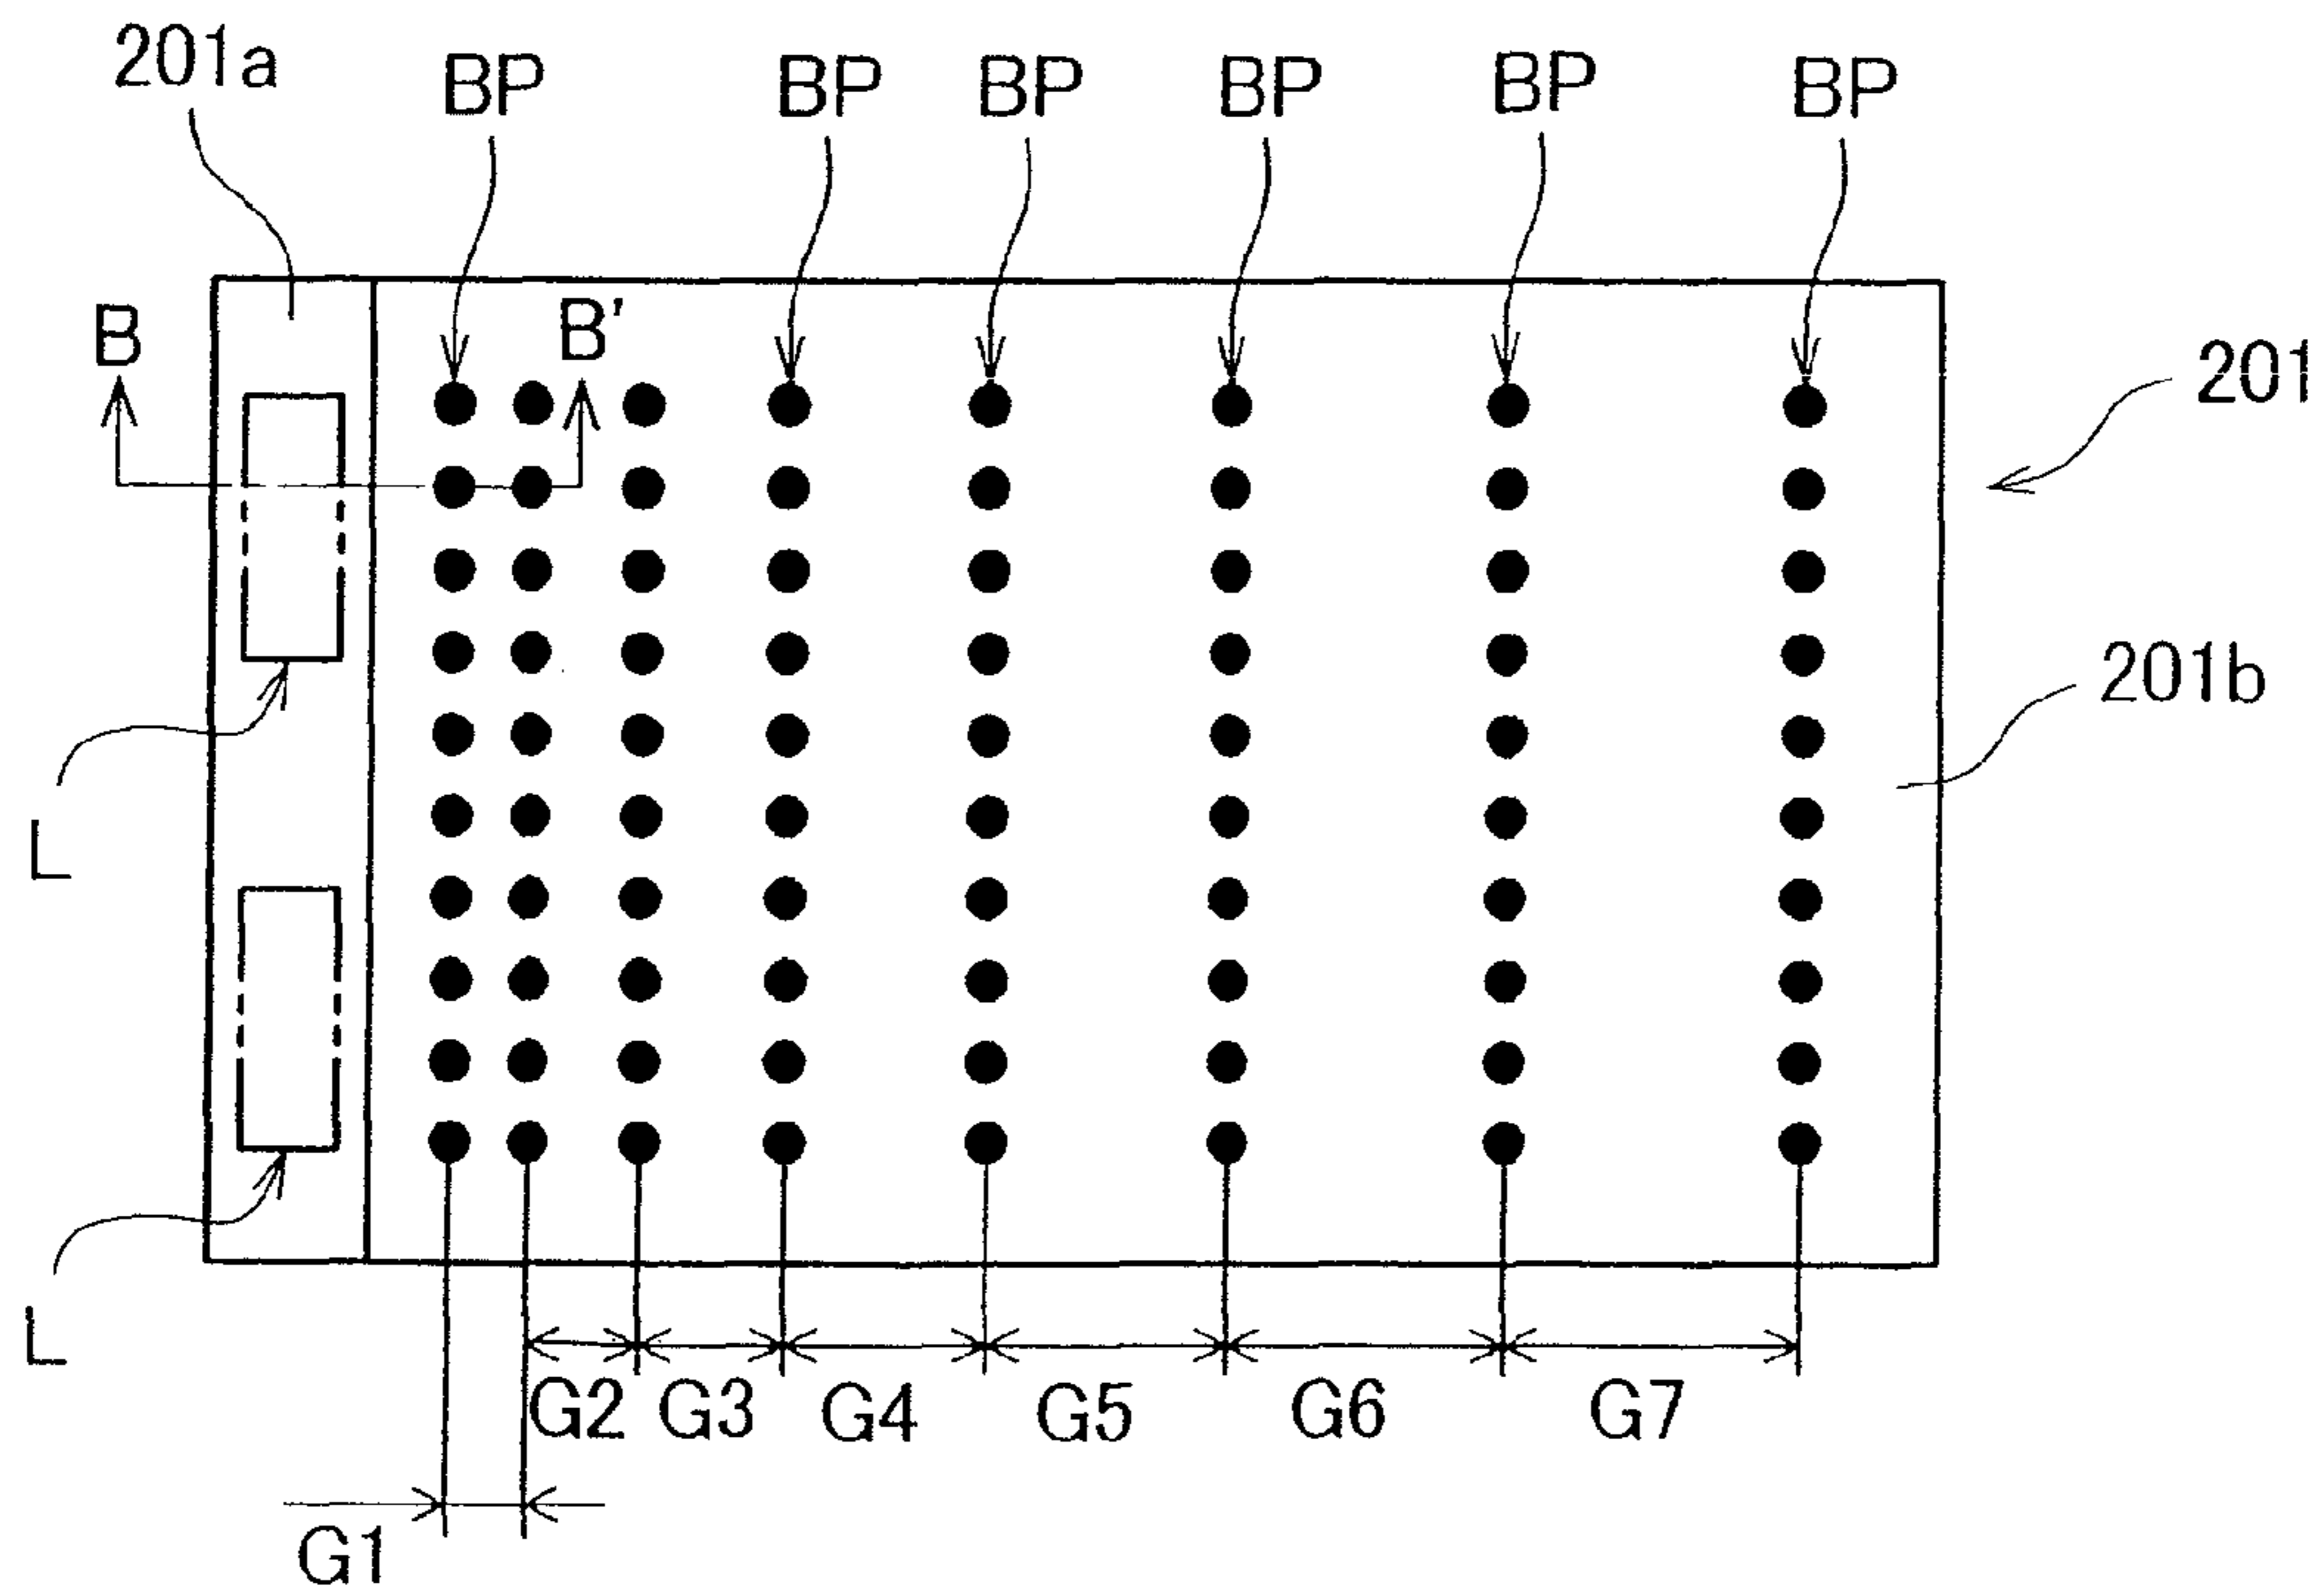 201a BP BP BP BP BP BP
B B' 201
201b
L
L
G2 G3 G4 G5 G6 G7
G1